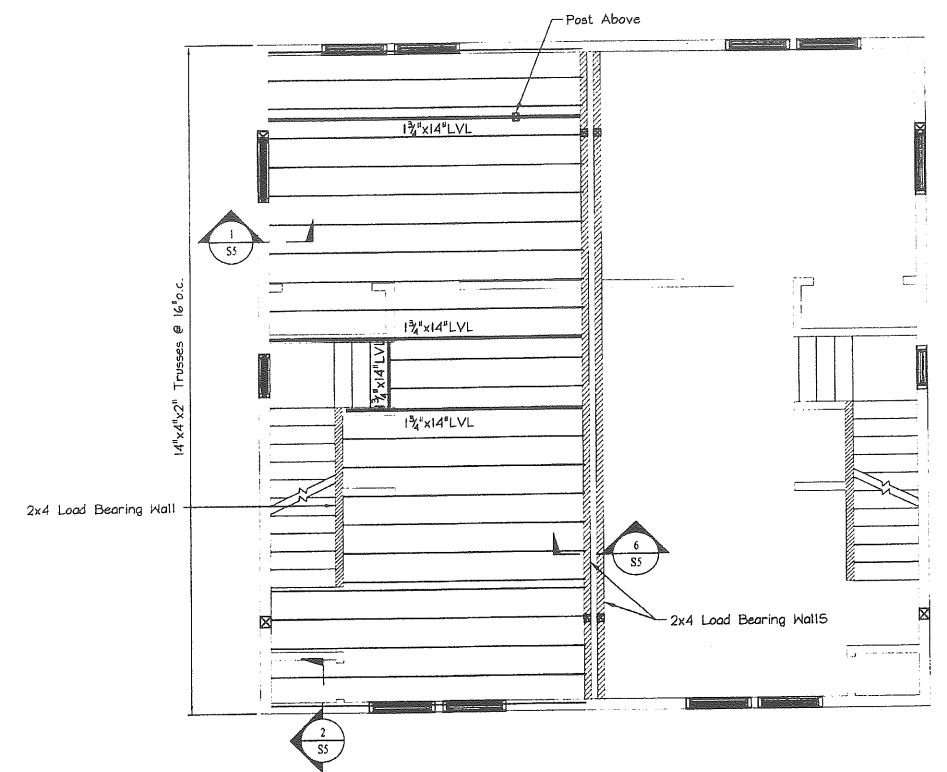 Post Above
1¾"x14"LVL
1
S5
14"x4"x2" Trusses @ 16"o.c.
1¾"x14"LVL
1¾"x14"LVL
1¾"x14"LVL
2x4 Load Bearing Wall
6
S5
2x4 Load Bearing WallS
2
S5